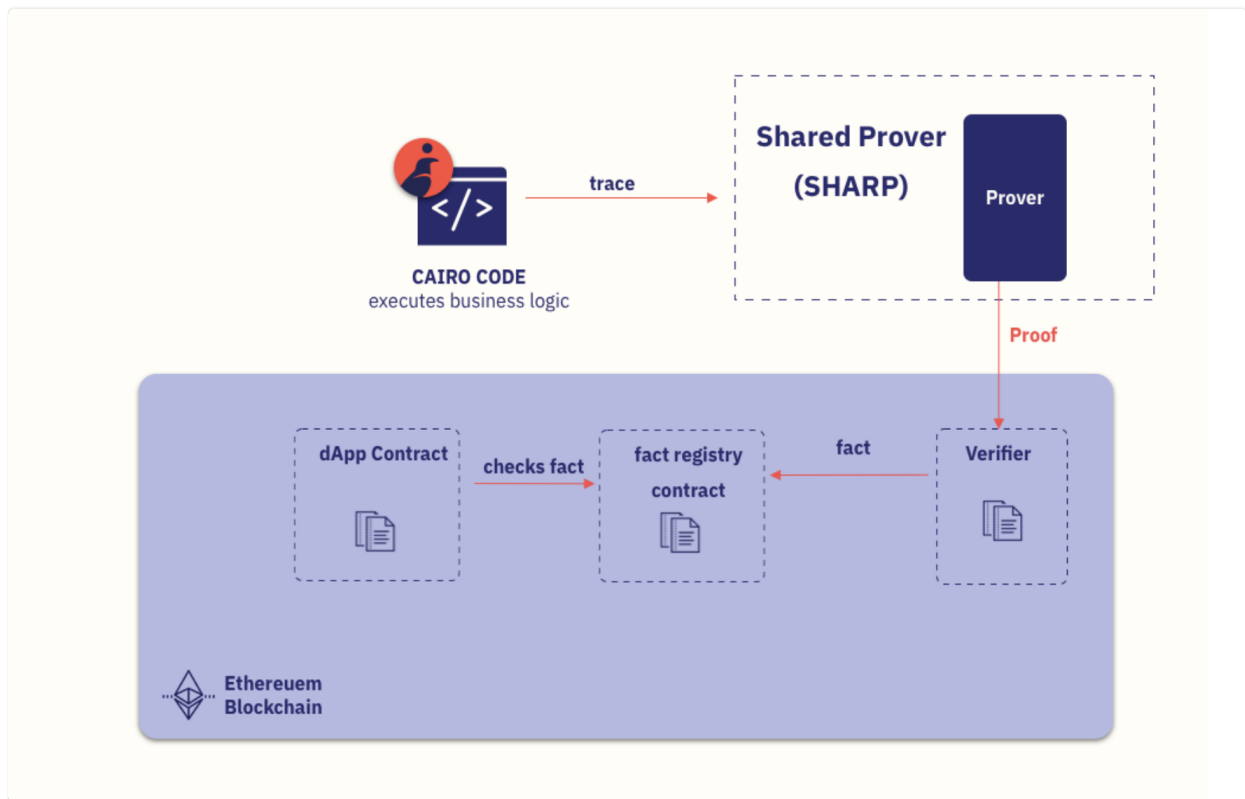 Shared Prover
(SHARP)
Prover
trace
</>
CAIRO CODE
executes business logic
Proof
dApp Contract
checks fact
fact registry
contract
fact
Verifier
Ethereuem
Blockchain